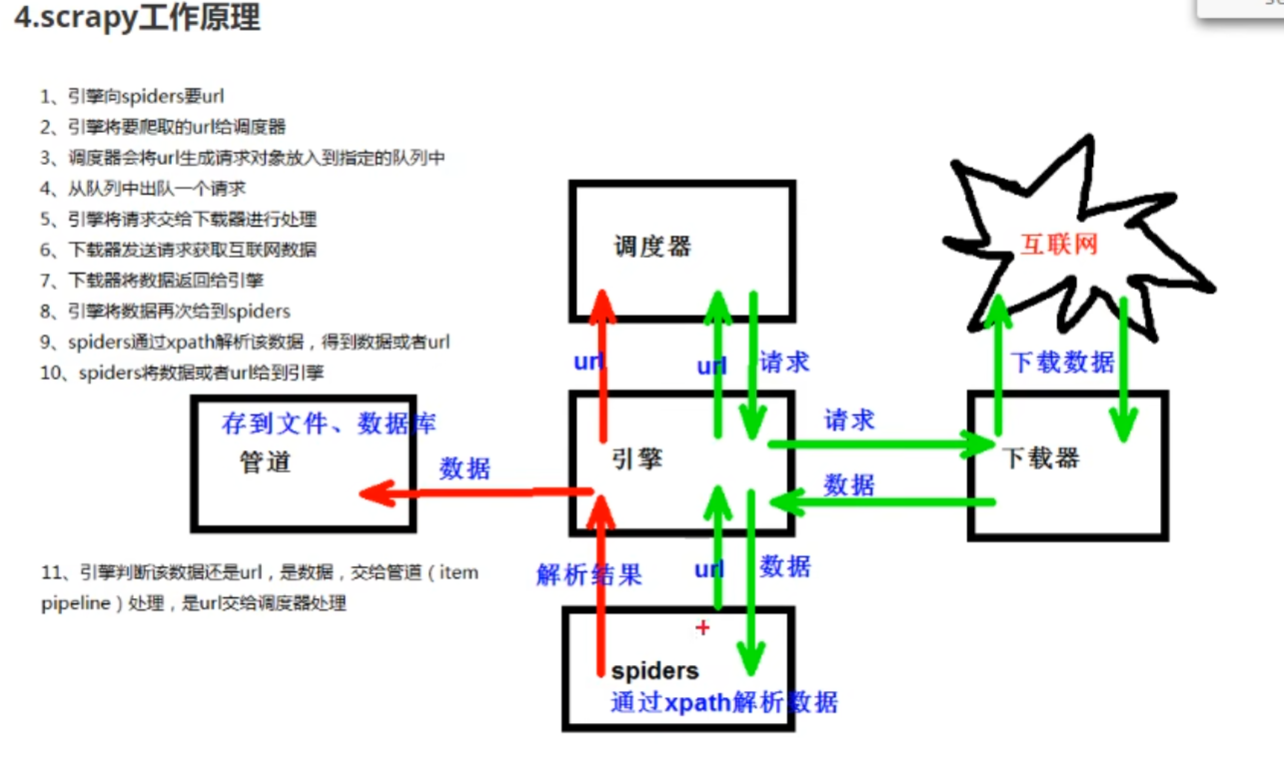 4.scrapy工作原理
1、引擎向spiders要url
2、引擎将要爬取的url给调度器
3、调度器会将url生成请求对象放入到指定的队列中
4、从队列中出队一个请求
5、引擎将请求交给下载器进行处理
6、下载器发送请求获取互联网数据
7、下载器将数据返回给引擎
8、引擎将数据再次给到spiders
9、spiders通过xpath解析该数据，得到数据或者url
10、spiders将数据或者url给到引擎
调度器
互联网
url
url
请求
下载数据
存到文件、数据库
管道
数据
引擎
请求
数据
下载器
11、引擎判断该数据还是url，是数据，交给管道（item
pipeline）处理，是url交给调度器处理
解析结果
url
数据
spiders
通过xpath解析数据